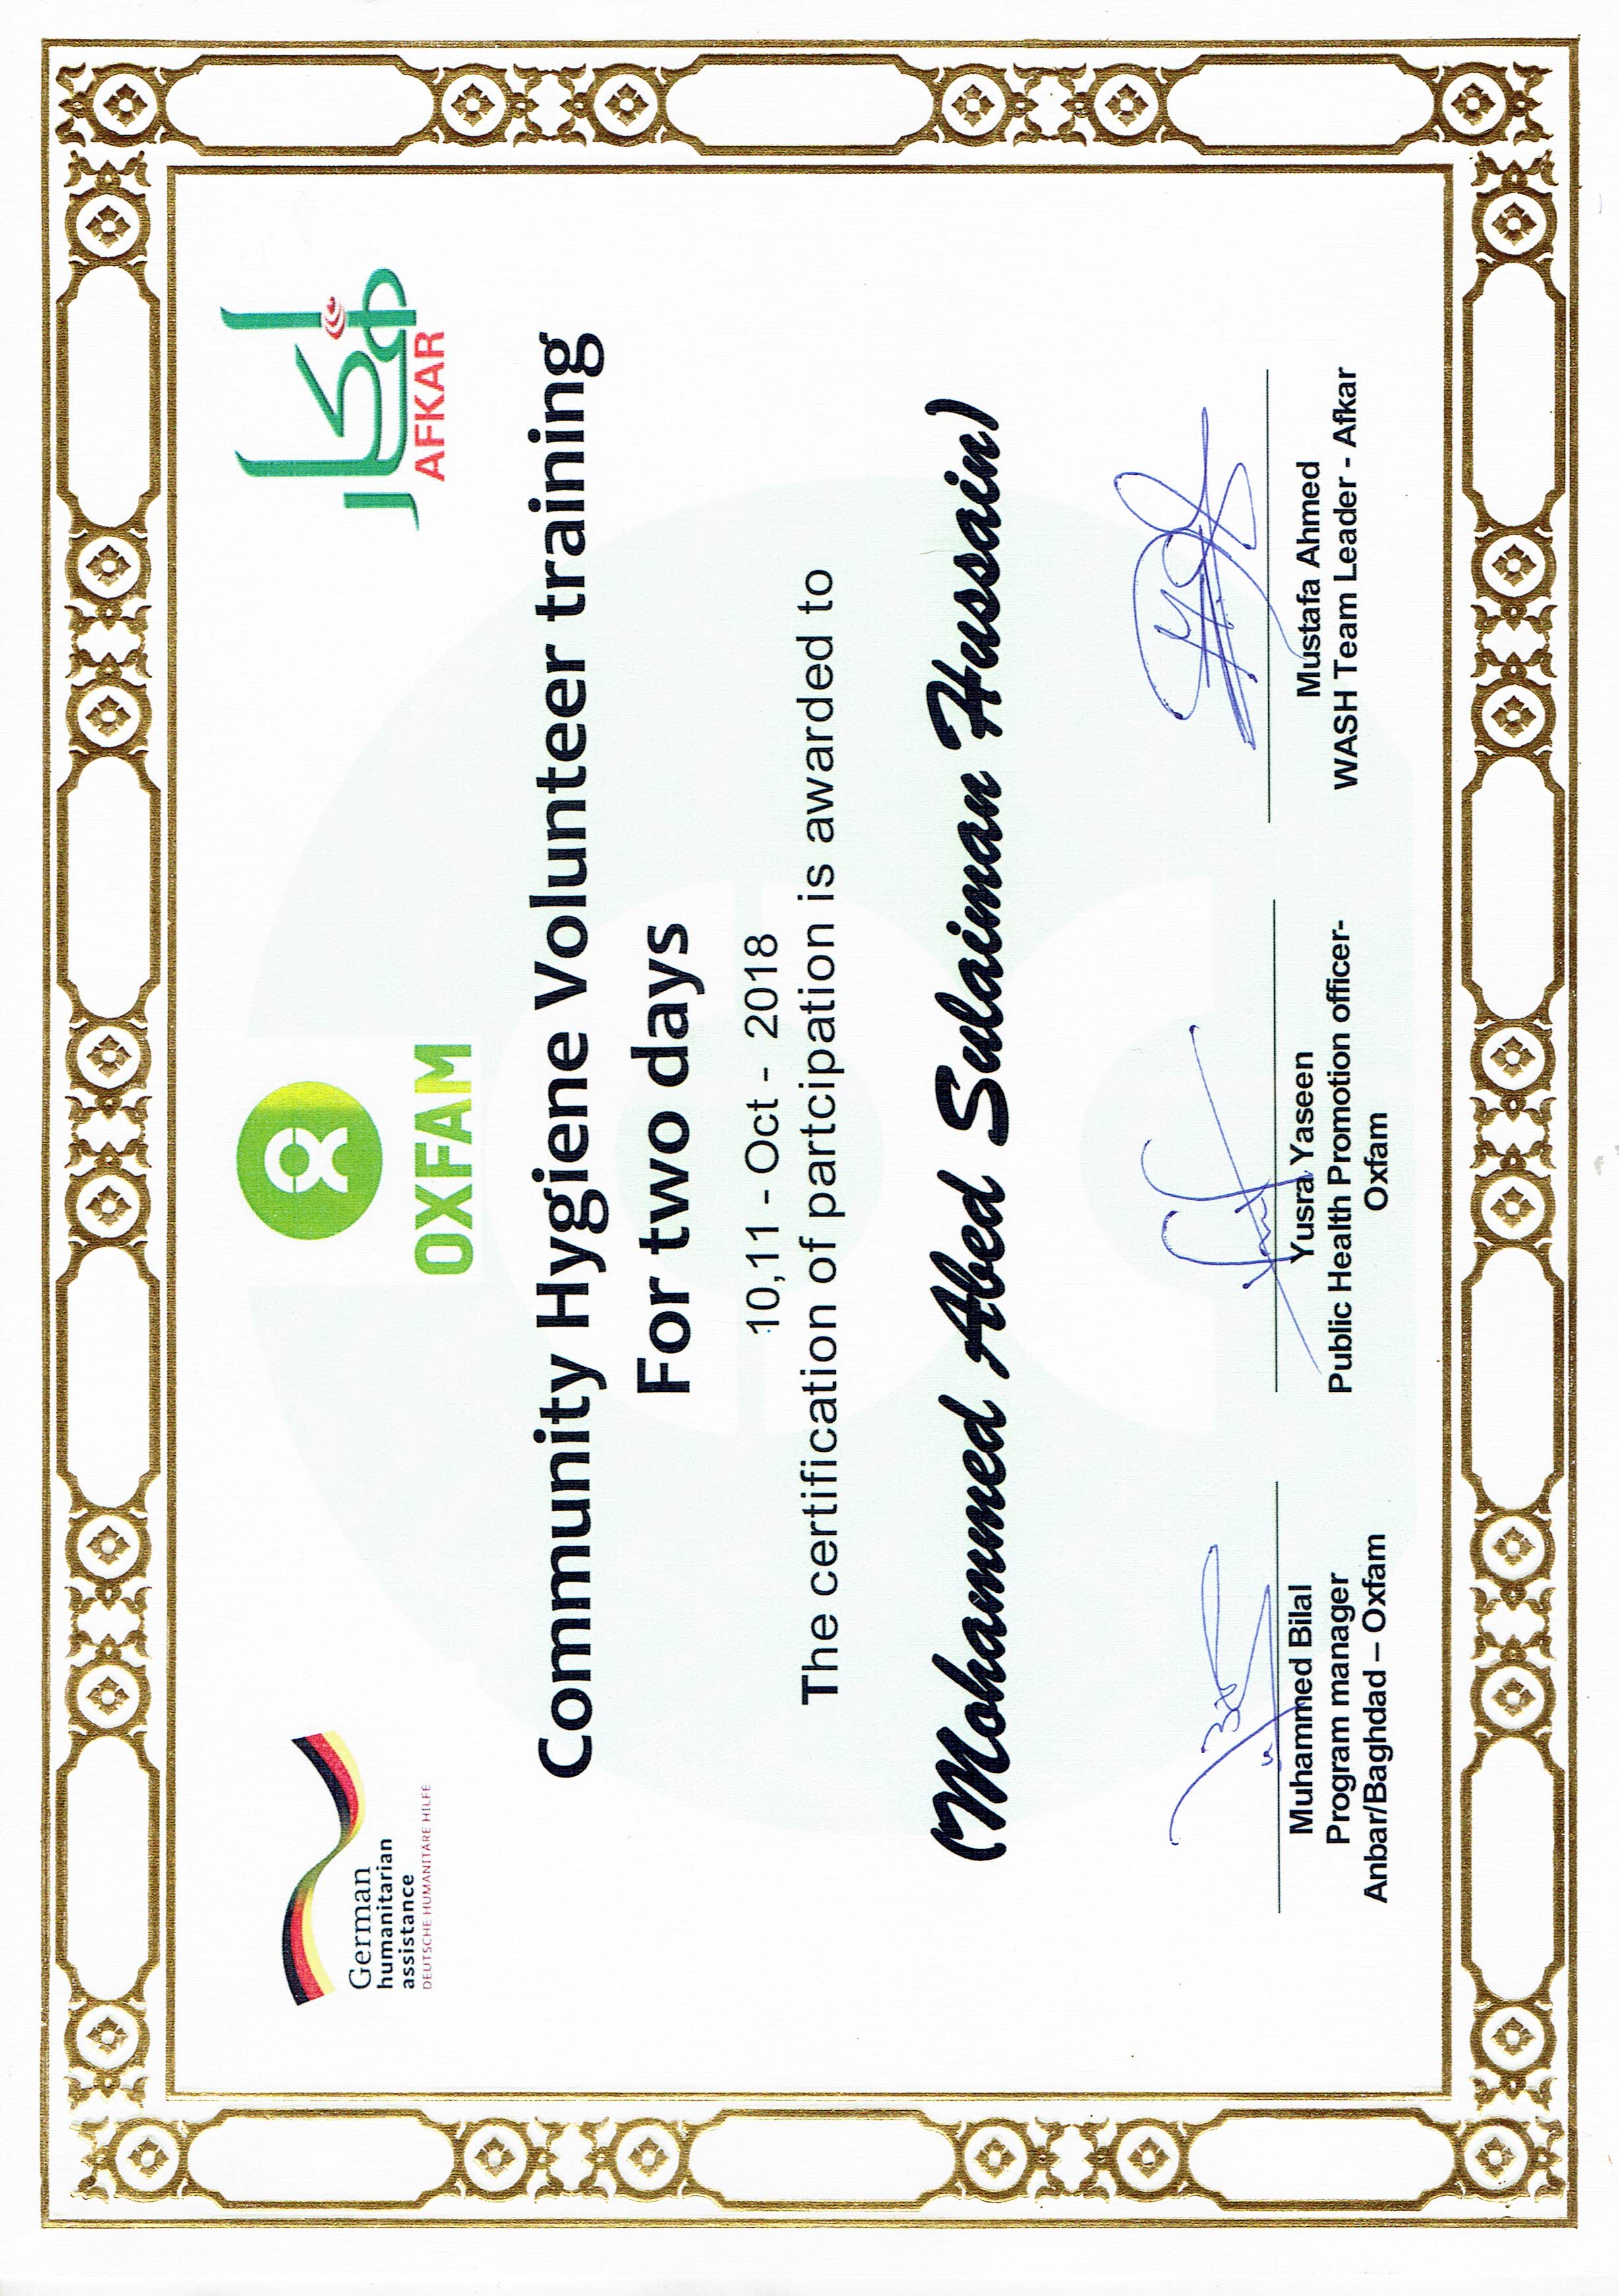 German
humanitarian
assistance
DEUTSCHE HUMANITÄRE HILFE
OXFAM
أفكار
AFKAR
Community Hygiene Volunteer training
For two days
10,11 - Oct - 2018
The certification of partcipation is awarded to
(Mohammed Abed Sulaiman Hussain)
Muhammed Bilal
Program manager
Anbar/Baghdad – Oxfam
Yusra Yaseen
Public Health Promotion officer-
Oxfam
Mustafa Ahmed
WASH Team Leader - Afkar